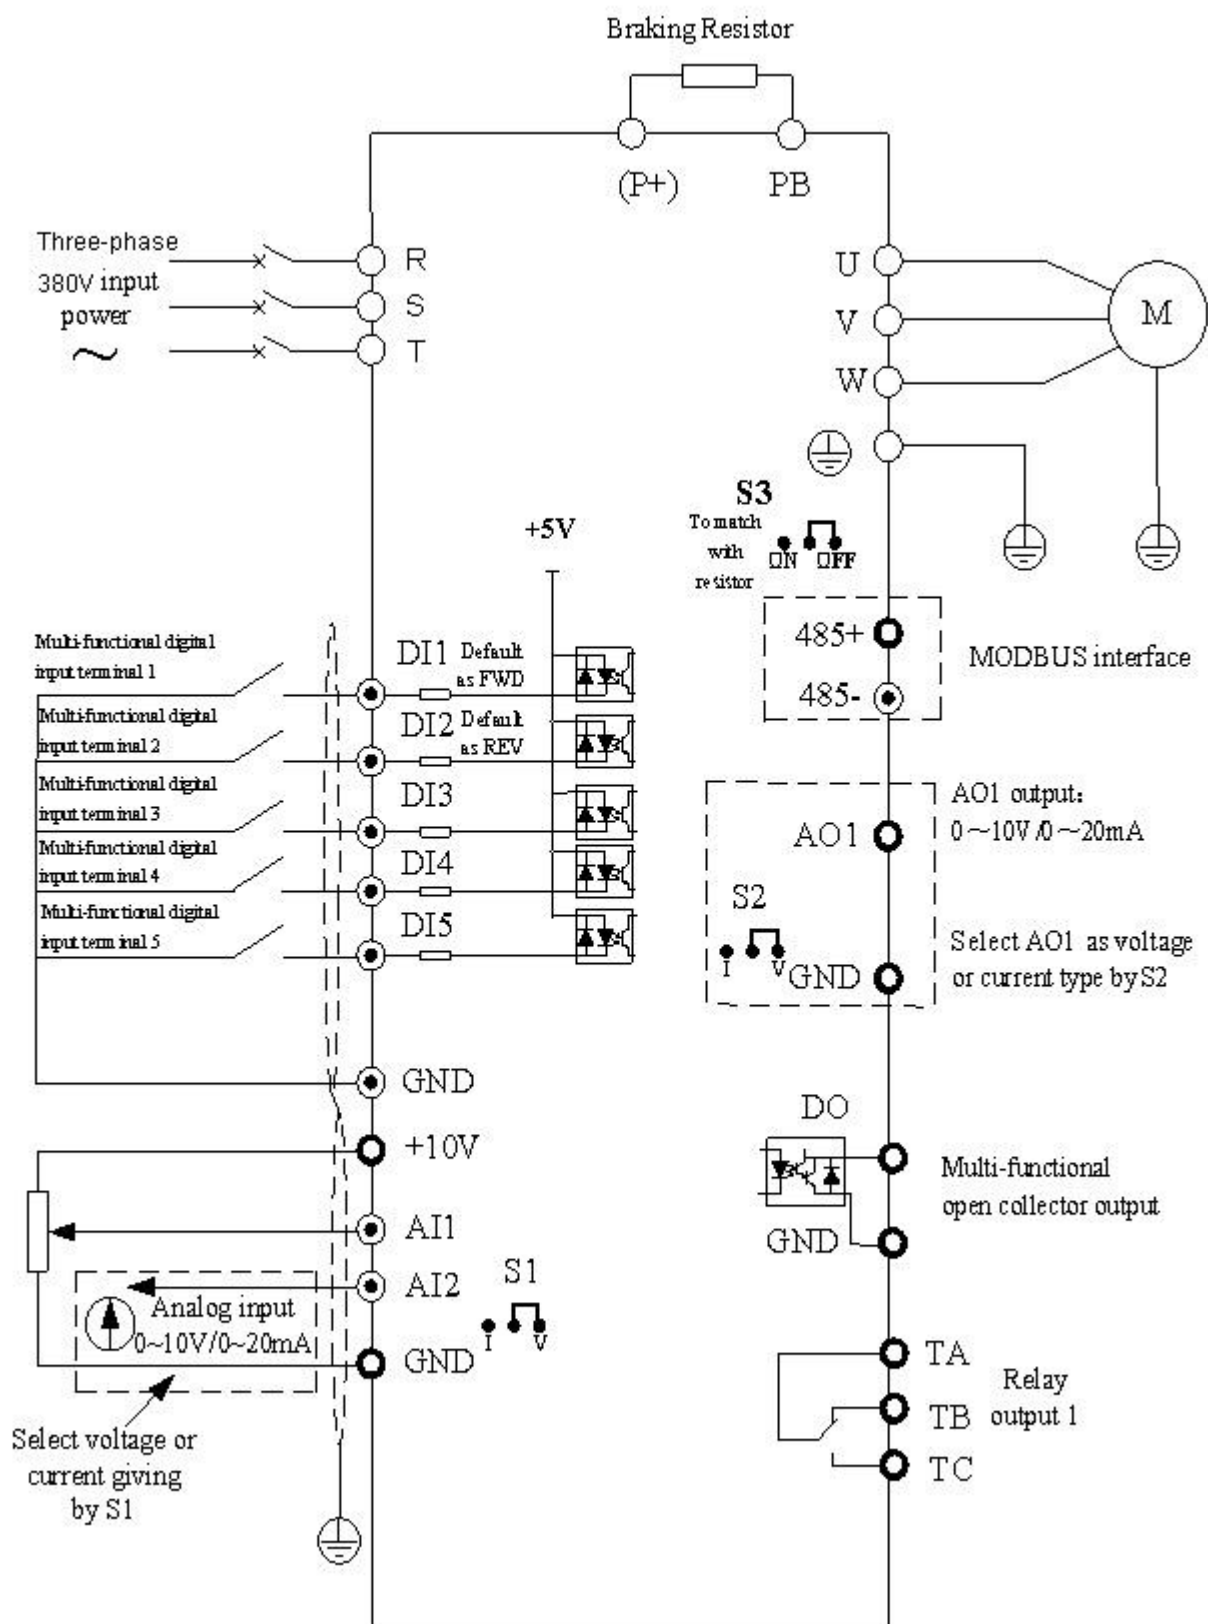 Braking Resistor
(P+)
PB
Three-phase
380V input
power
~
R
S
T
U
V
W
M
S3
To match
with
resistor
ON OFF
+5V
Multi-functional digital
input terminal 1
DI1 Default
as FWD
Multi-functional digital
input terminal 2
DI2 Default
as REV
Multi-functional digital
input terminal 3
DI3
Multi-functional digital
input terminal 4
DI4
Multi-functional digital
input terminal 5
DI5
GND
+10V
AI1
AI2
GND
S1
I V
Analog input
0~10V/0~20mA
Select voltage or
current giving
by S1
485+
485-
MODBUS interface
AO1
AO1 output:
0~10V/0~20mA
S2
I V
GND
Select AO1 as voltage
or current type by S2
DO
GND
Multi-functional
open collector output
TA
TB
TC
Relay
output 1